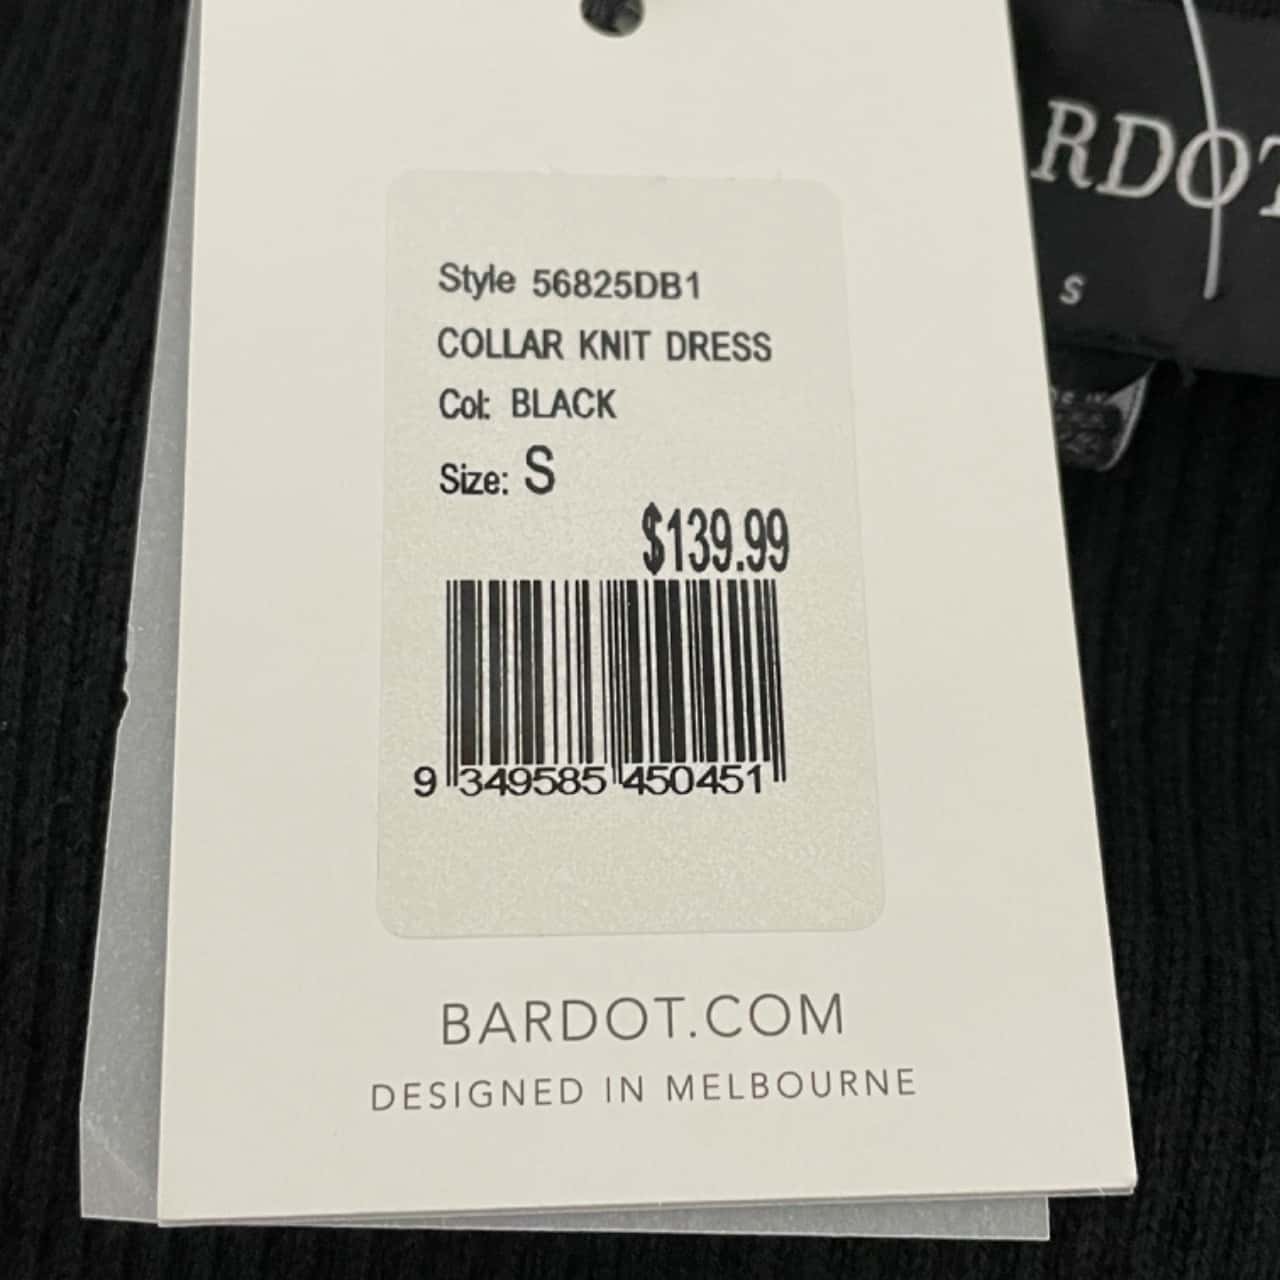 Style 56825DB1
COLLAR KNIT DRESS
Col: BLACK
Size: S
$139.99
9 349585 450451
BARDOT.COM
DESIGNED IN MELBOURNE
RDOT
S